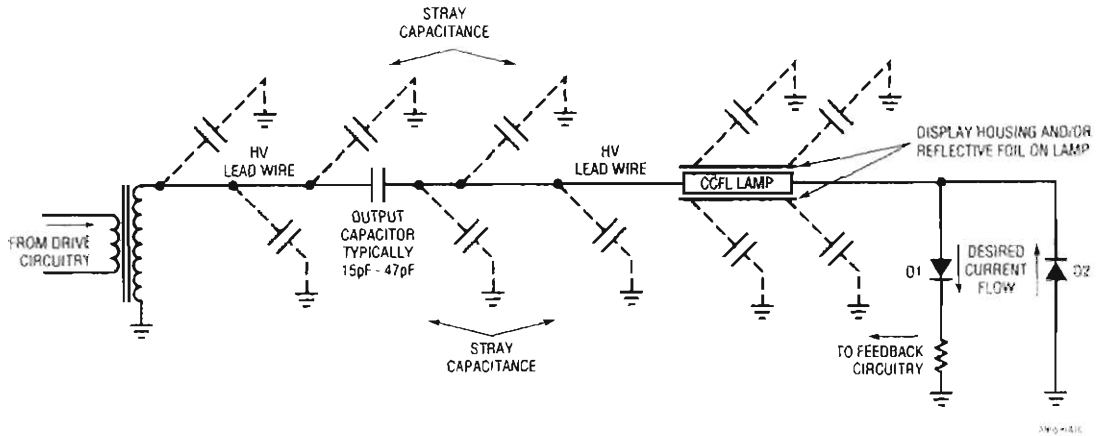 STRAY
CAPACITANCE
HV
LEAD WIRE
HV
LEAD WIRE
DISPLAY HOUSING AND/OR
REFLECTIVE FOIL ON LAMP
CCFL LAMP
FROM DRIVE
CIRCUITRY
OUTPUT
CAPACITOR
TYPICALLY
15pF - 47pF
D1
DESIRED
CURRENT
FLOW
D2
STRAY
CAPACITANCE
TO FEEDBACK
CIRCUITRY